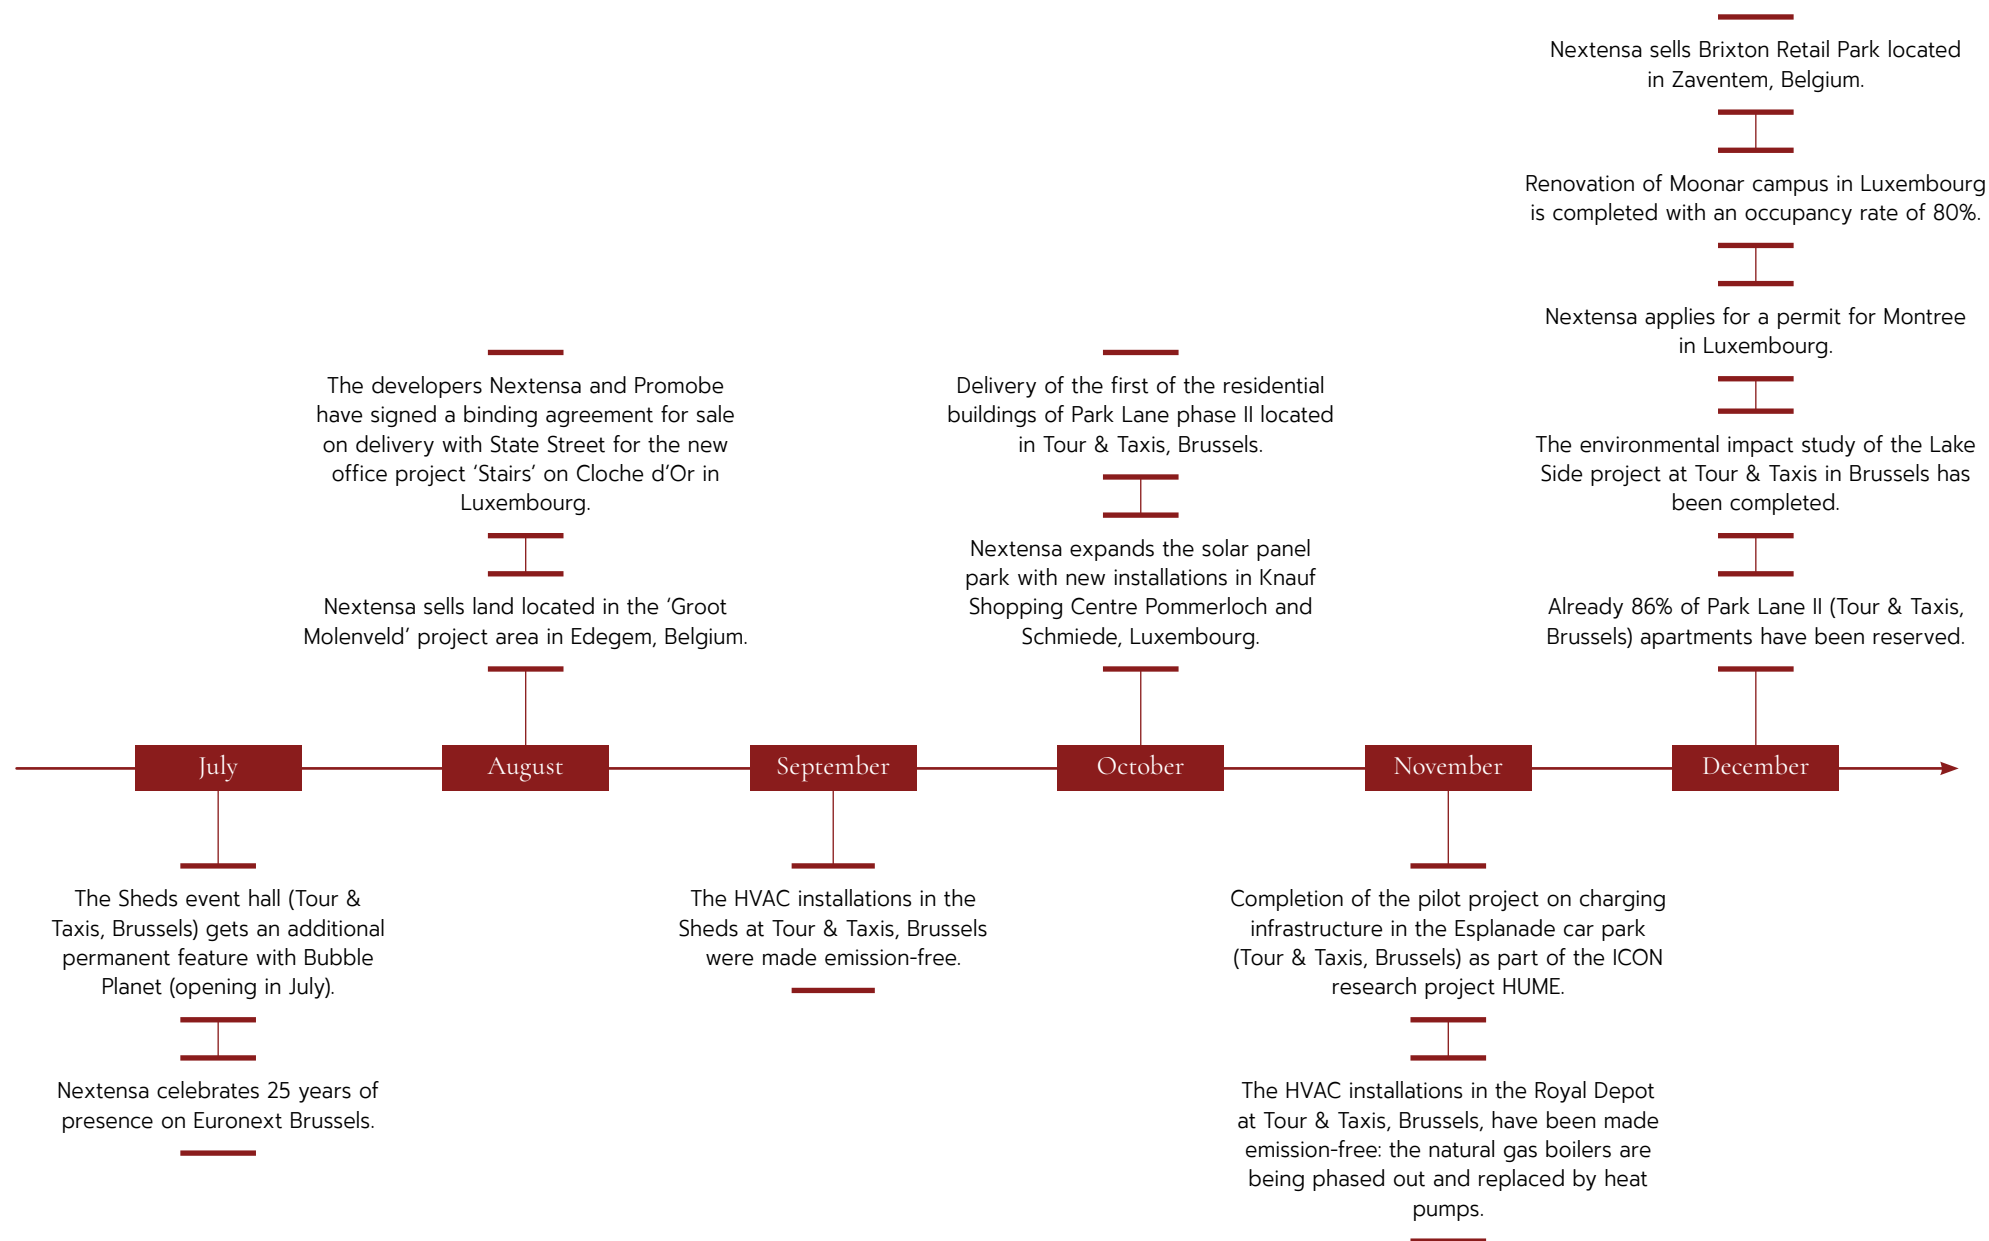 Nextensa sells Brixton Retail Park located
in Zaventem, Belgium.
Renovation of Moonar campus in Luxembourg
is completed with an occupancy rate of 80%.
Nextensa applies for a permit for Montree
in Luxembourg.
The environmental impact study of the Lake
Side project at Tour & Taxis in Brussels has
been completed.
Already 86% of Park Lane II (Tour & Taxis,
Brussels) apartments have been reserved.
The developers Nextensa and Promobe
have signed a binding agreement for sale
on delivery with State Street for the new
office project ‘Stairs’ on Cloche d’Or in
Luxembourg.
Nextensa sells land located in the ‘Groot
Molenveld’ project area in Edegem, Belgium.
Delivery of the first of the residential
buildings of Park Lane phase II located
in Tour & Taxis, Brussels.
Nextensa expands the solar panel
park with new installations in Knauf
Shopping Centre Pommerloch and
Schmiede, Luxembourg.
July
August
September
October
November
December
The Sheds event hall (Tour &
Taxis, Brussels) gets an additional
permanent feature with Bubble
Planet (opening in July).
Nextensa celebrates 25 years of
presence on Euronext Brussels.
The HVAC installations in the
Sheds at Tour & Taxis, Brussels
were made emission-free.
Completion of the pilot project on charging
infrastructure in the Esplanade car park
(Tour & Taxis, Brussels) as part of the ICON
research project HUME.
The HVAC installations in the Royal Depot
at Tour & Taxis, Brussels, have been made
emission-free: the natural gas boilers are
being phased out and replaced by heat
pumps.